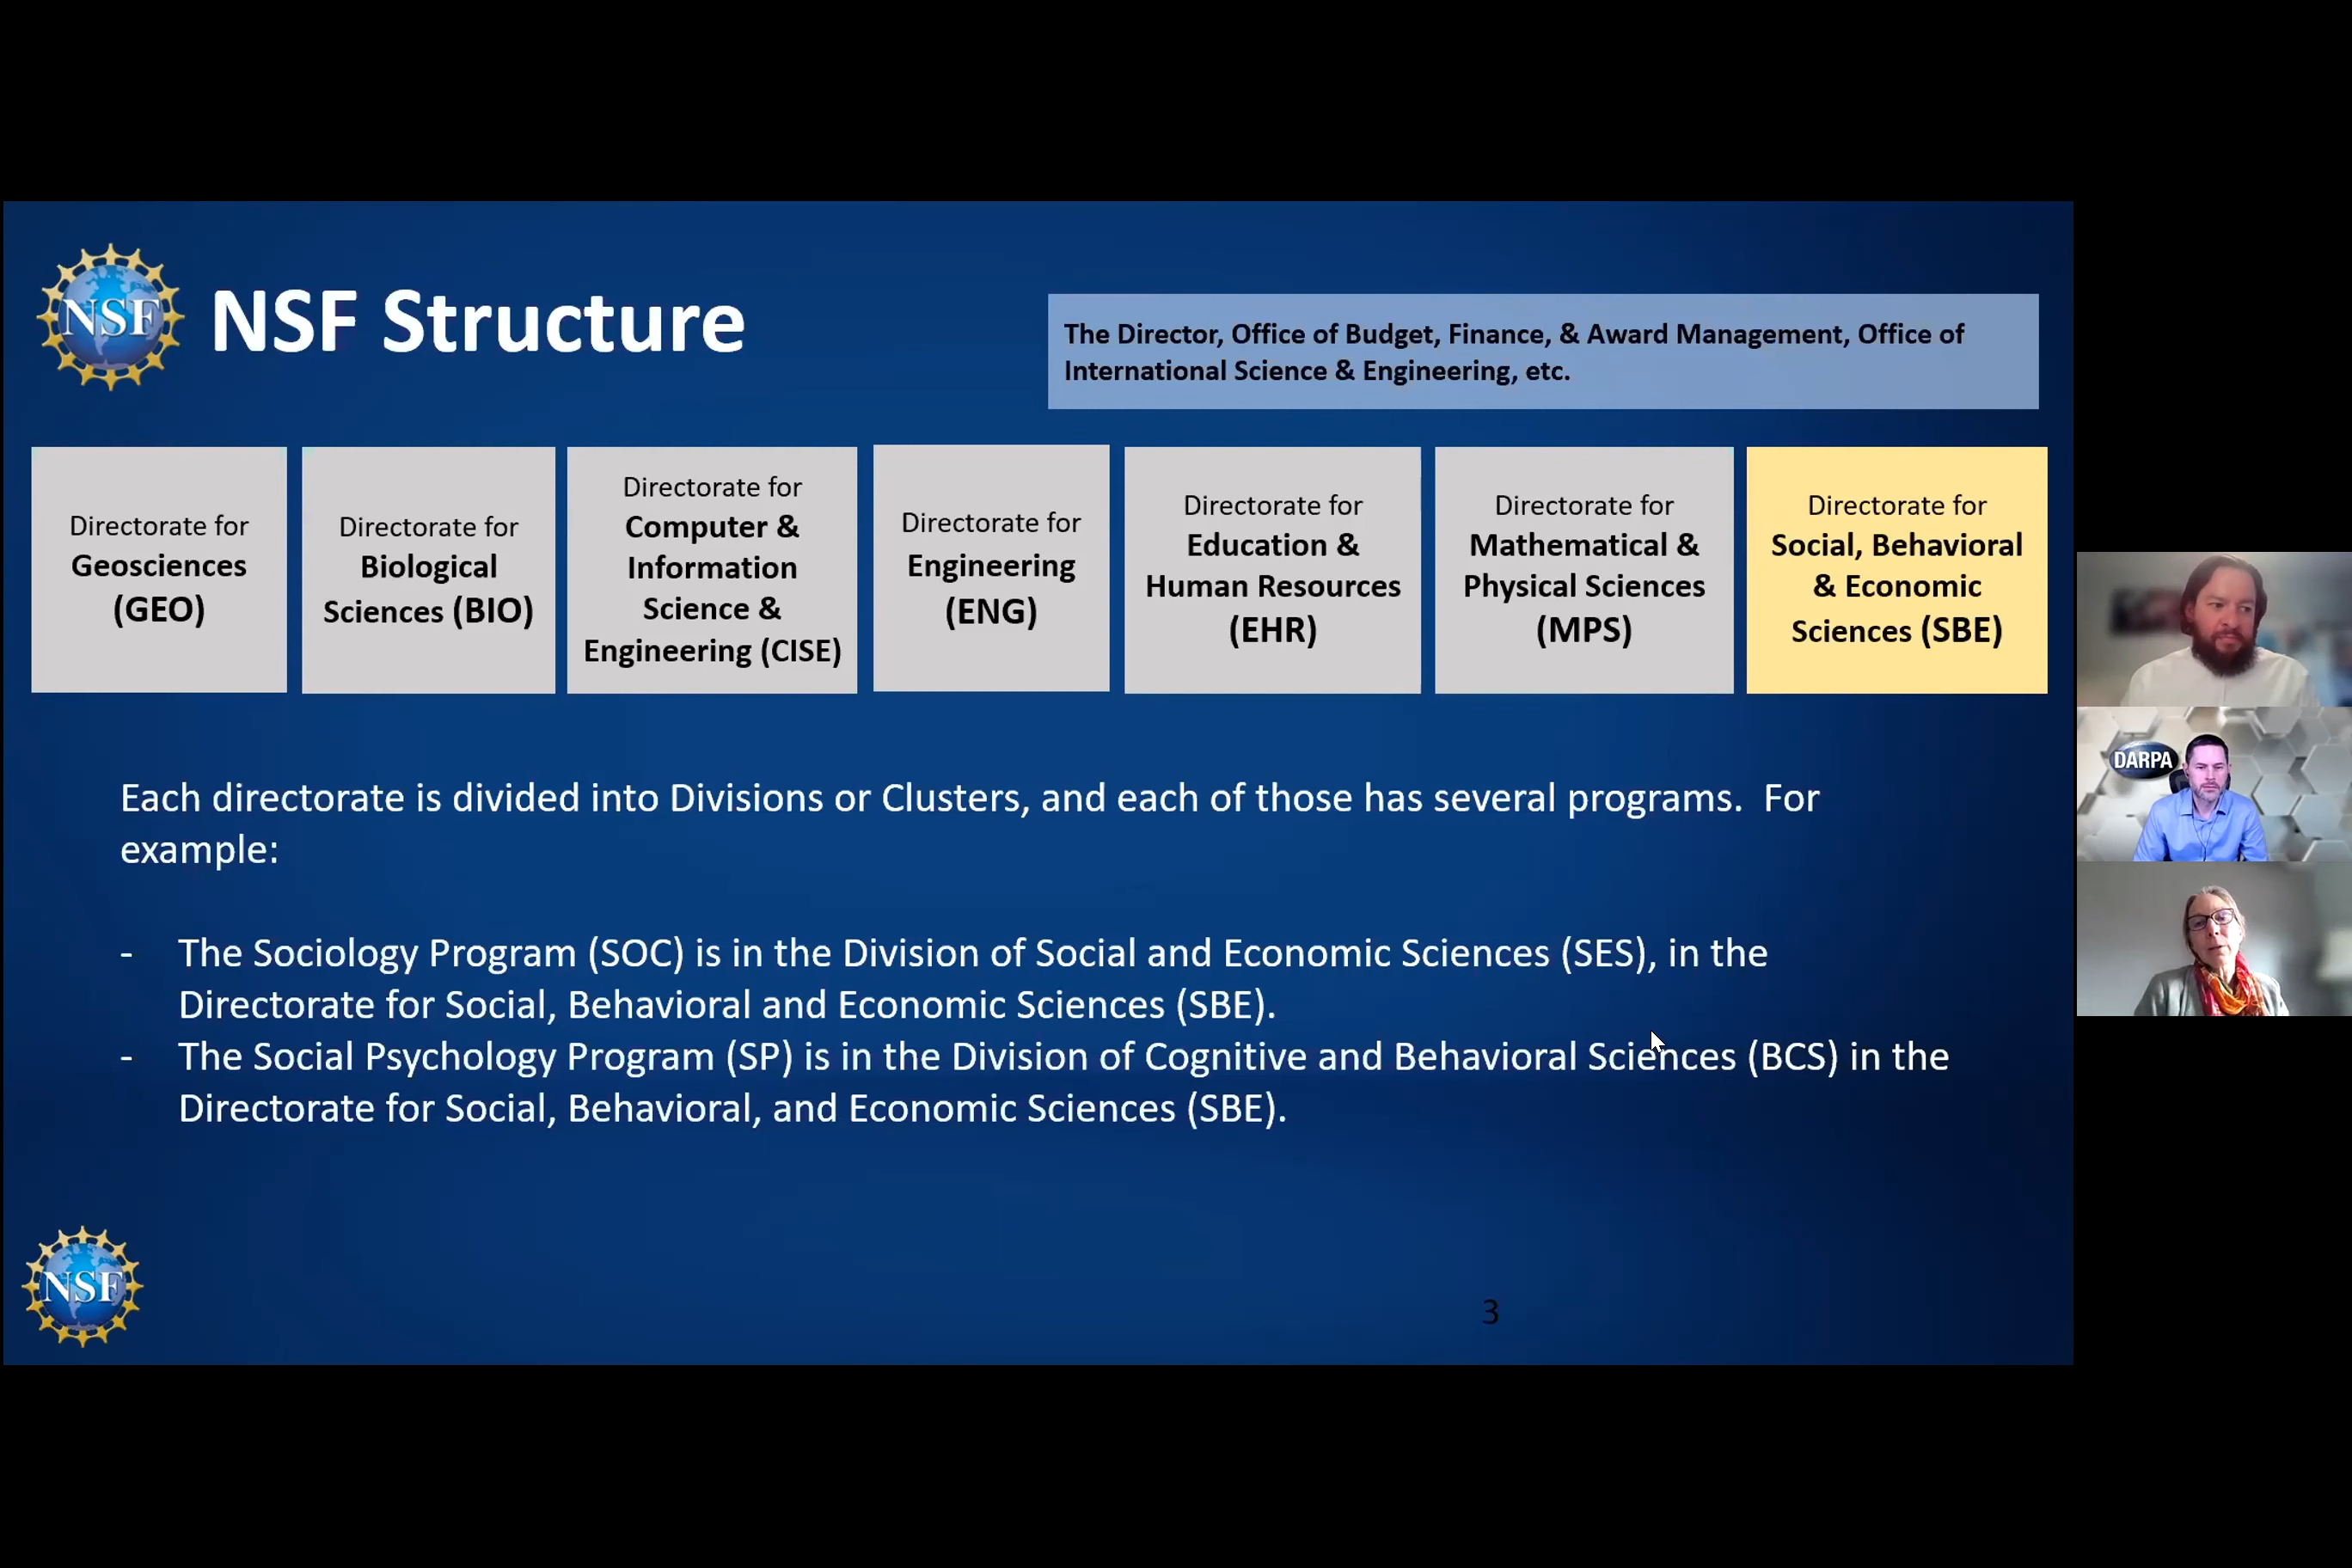 NSF
NSF Structure
The Director, Office of Budget, Finance, & Award Management, Office of
International Science & Engineering, etc.
Directorate for
Geosciences
(GEO)
Directorate for
Biological
Sciences (BIO)
Directorate for
Computer &
Information
Science &
Engineering (CISE)
Directorate for
Engineering
(ENG)
Directorate for
Education &
Human Resources
(EHR)
Directorate for
Mathematical &
Physical Sciences
(MPS)
Directorate for
Social, Behavioral
& Economic
Sciences (SBE)
Each directorate is divided into Divisions or Clusters, and each of those has several programs.  For
example:
- The Sociology Program (SOC) is in the Division of Social and Economic Sciences (SES), in the
Directorate for Social, Behavioral and Economic Sciences (SBE).
- The Social Psychology Program (SP) is in the Division of Cognitive and Behavioral Sciences (BCS) in the
Directorate for Social, Behavioral, and Economic Sciences (SBE).
NSF
3
DARPA